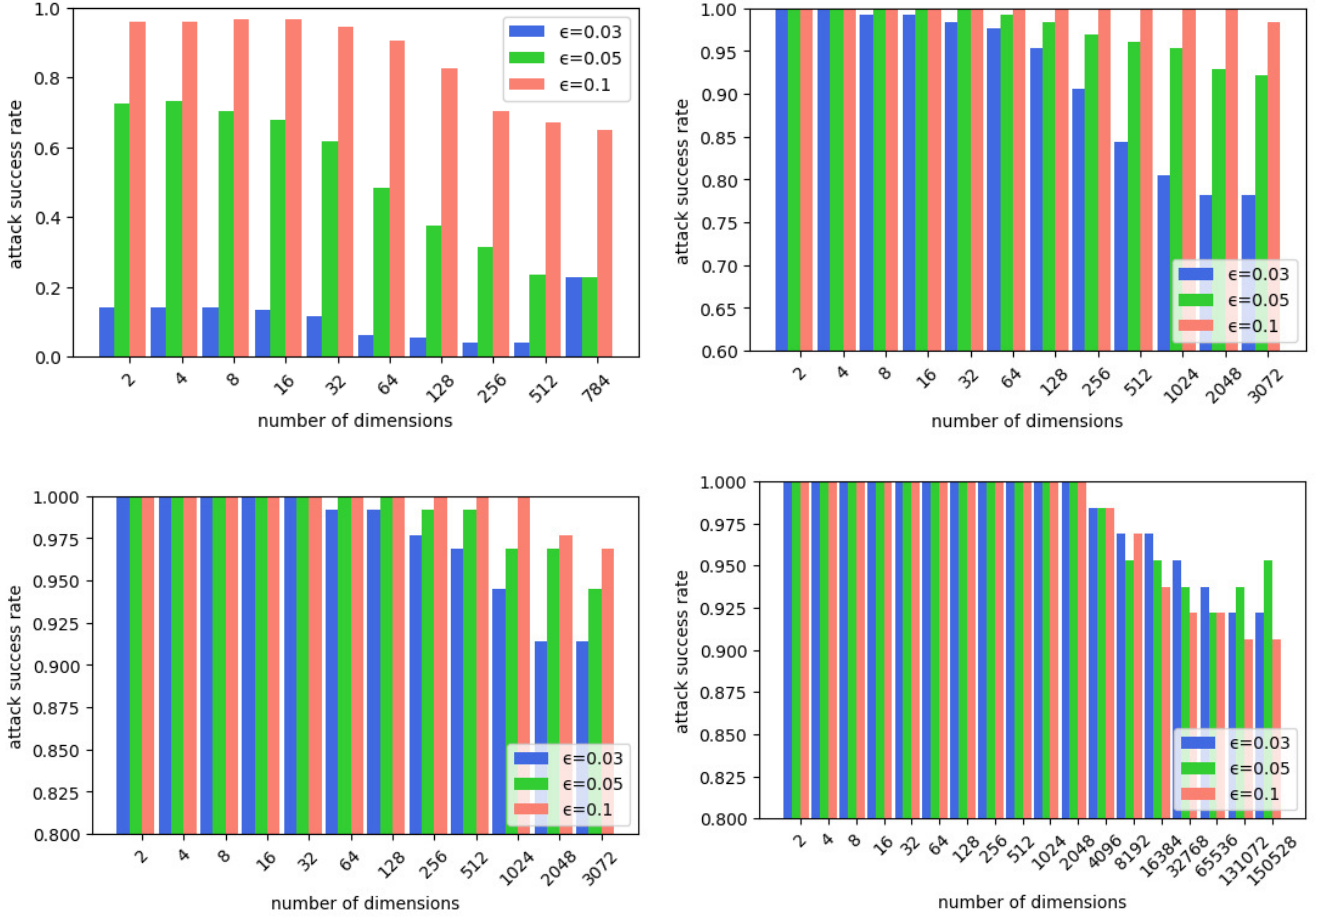 1.0
0.8
0.6
0.4
0.2
0.0
attack success rate
ϵ=0.03
ϵ=0.05
ϵ=0.1
2 4 8 16 32 64 128 256 512 784
number of dimensions
1.00
0.95
0.90
0.85
0.80
0.75
0.70
0.65
0.60
attack success rate
ϵ=0.03
ϵ=0.05
ϵ=0.1
2 4 8 16 32 64 128 256 512 1024 2048 3072
number of dimensions
1.000
0.975
0.950
0.925
0.900
0.875
0.850
0.825
0.800
attack success rate
ϵ=0.03
ϵ=0.05
ϵ=0.1
2 4 8 16 32 64 128 256 512 1024 2048 3072
number of dimensions
1.000
0.975
0.950
0.925
0.900
0.875
0.850
0.825
0.800
attack success rate
ϵ=0.03
ϵ=0.05
ϵ=0.1
2 4 8 16 32 64 128 256 512 1024 2048 4096 8192 16384 32768 65536 131072 150528
number of dimensions